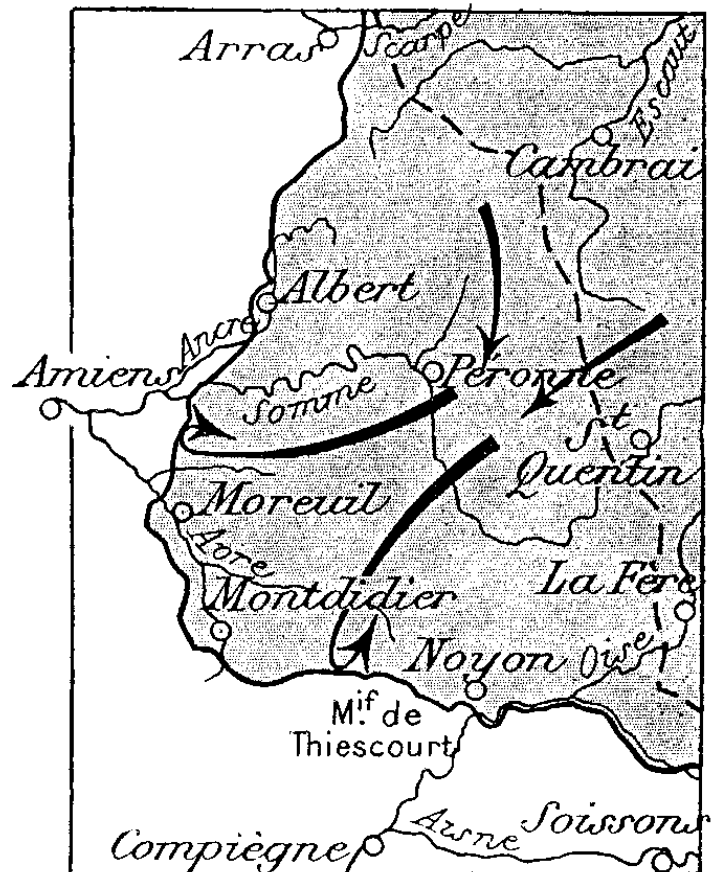 Arras
Scarpe
Escaut
Cambrai
Albert
Ancre
Amiens
Somme
Péronne
St
Quentin
Moreuil
Avre
Montdidier
La Fère
Noyon
Oise
M.if de
Thiescourt
Compiègne
Aisne
Soissons